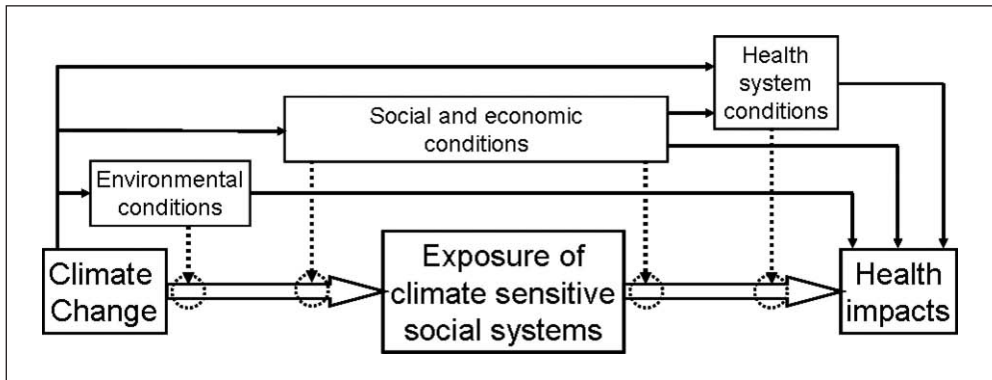 Health
system
conditions
Social and economic
conditions
Environmental
conditions
Climate
Change
Exposure of
climate sensitive
social systems
Health
impacts